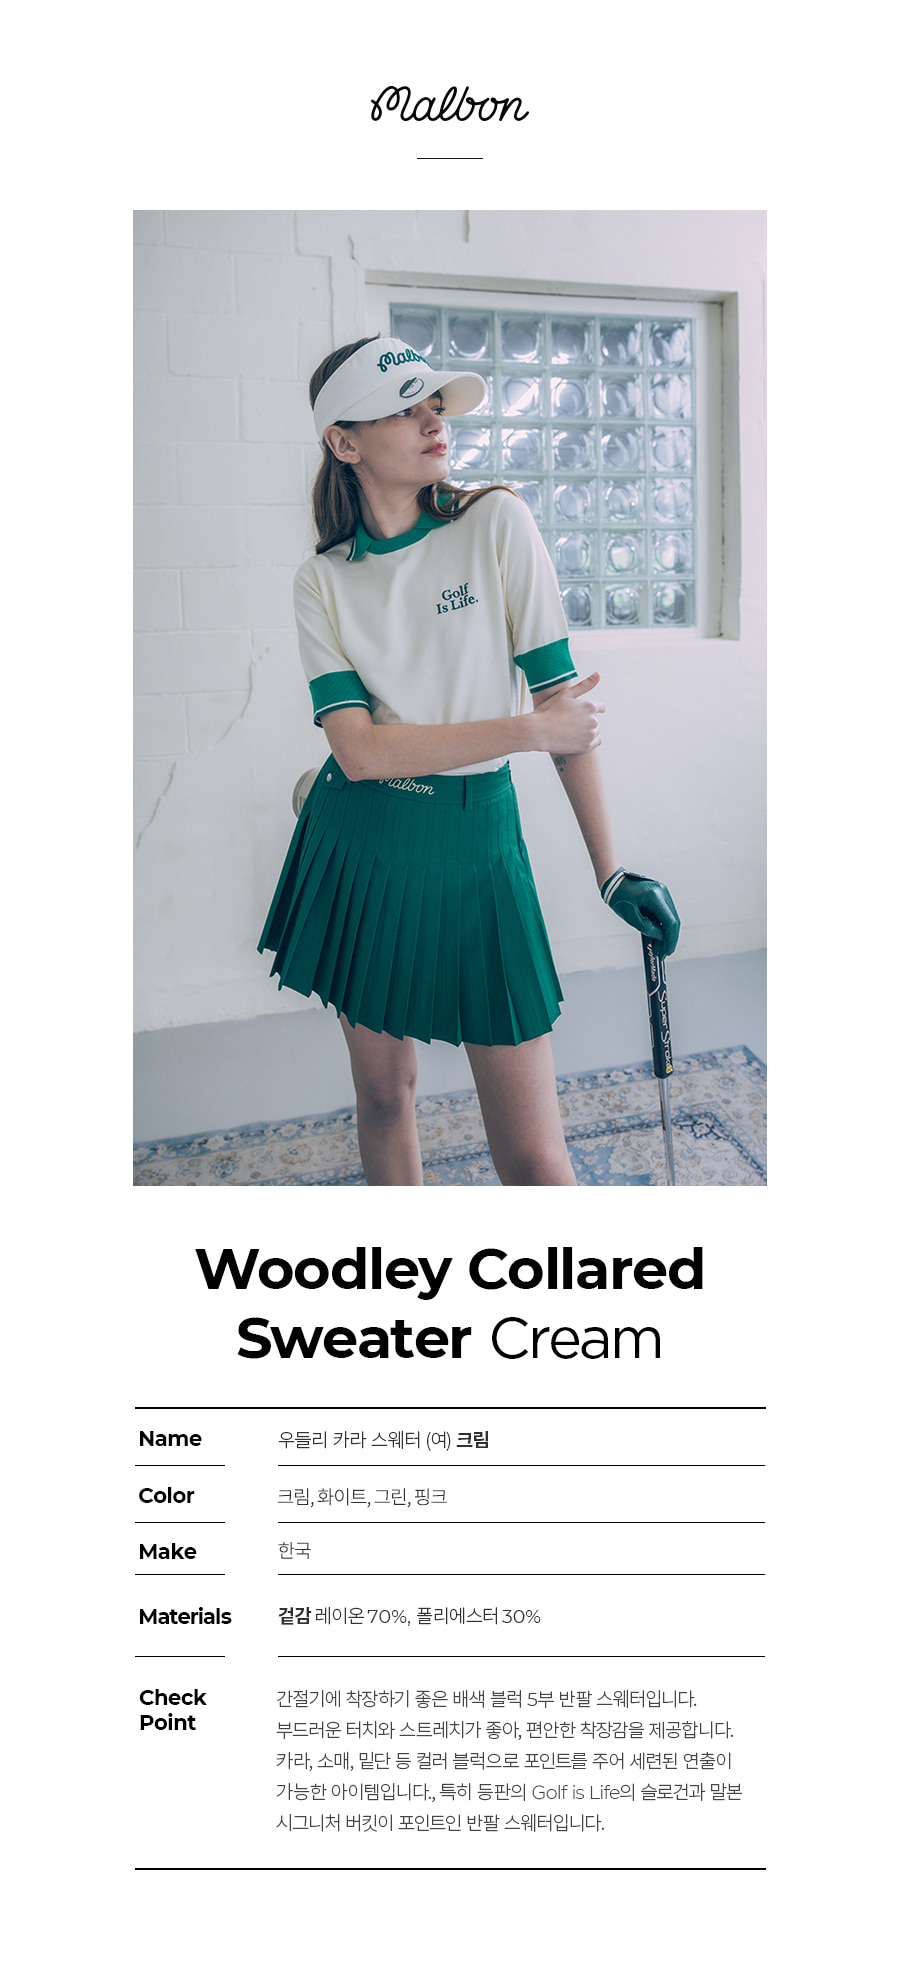 Malbon
Malbon
Golf
Is Life.
Malbon
Super Stroke
Woodley Collared
Sweater Cream
Name 우들리 카라 스웨터 (여) 크림
Color 크림, 화이트, 그린, 핑크
Make 한국
Materials 겉감 레이온 70%, 폴리에스터 30%
Check
Point
간절기에 착장하기 좋은 배색 블럭 5부 반팔 스웨터입니다.
부드러운 터치와 스트레치가 좋아, 편안한 착장감을 제공합니다.
카라, 소매, 밑단 등 컬러 블럭으로 포인트를 주어 세련된 연출이
가능한 아이템입니다., 특히 등판의 Golf is Life의 슬로건과 말본
시그니처 버킷이 포인트인 반팔 스웨터입니다.